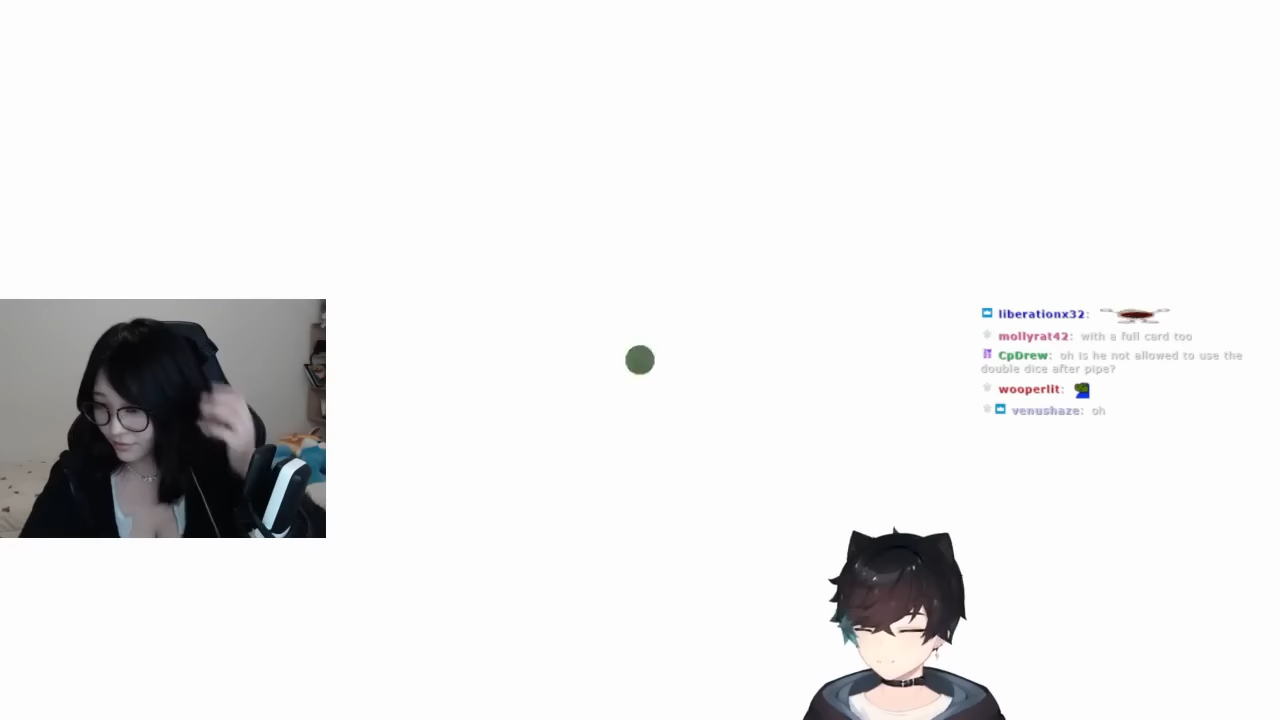 liberationx32:
mollyrat42: with a full card too
CpDrew: oh is he not allowed to use the
double dice after pipe?
wooperlit:
venushaze: oh